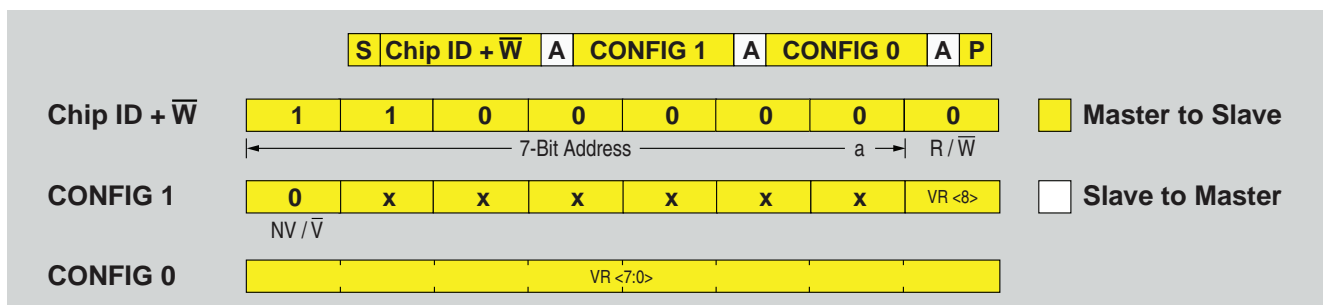 S Chip ID + W̅ A CONFIG 1 A CONFIG 0 A P
Chip ID + W̅ 1 1 0 0 0 0 0 0 Master to Slave
7-Bit Address a R / W̅
CONFIG 1 0 x x x x x x VR <8> Slave to Master
NV / V̅
CONFIG 0 VR <7:0>